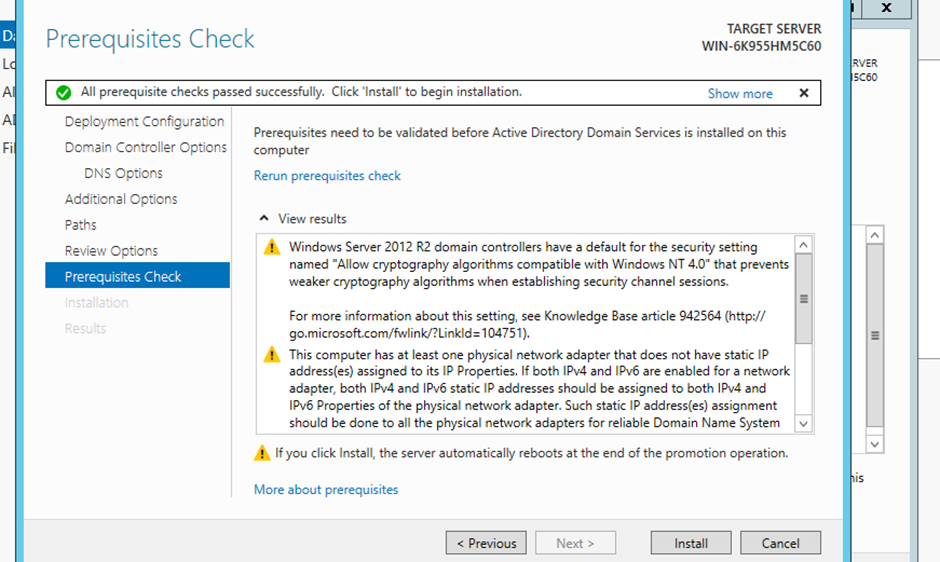 Prerequisites Check
TARGET SERVER
WIN-6K955HM5C60
All prerequisite checks passed successfully.  Click 'Install' to begin installation.
Show more
Deployment Configuration
Domain Controller Options
DNS Options
Additional Options
Paths
Review Options
Prerequisites Check
Installation
Results
Prerequisites need to be validated before Active Directory Domain Services is installed on this
computer
Rerun prerequisites check
View results
Windows Server 2012 R2 domain controllers have a default for the security setting
named "Allow cryptography algorithms compatible with Windows NT 4.0" that prevents
weaker cryptography algorithms when establishing security channel sessions.
For more information about this setting, see Knowledge Base article 942564 (http://
go.microsoft.com/fwlink/?LinkId=104751).
This computer has at least one physical network adapter that does not have static IP
address(es) assigned to its IP Properties. If both IPv4 and IPv6 are enabled for a network
adapter, both IPv4 and IPv6 static IP addresses should be assigned to both IPv4 and
IPv6 Properties of the physical network adapter. Such static IP address(es) assignment
should be done to all the physical network adapters for reliable Domain Name System
If you click Install, the server automatically reboots at the end of the promotion operation.
More about prerequisites
< Previous
Next >
Install
Cancel